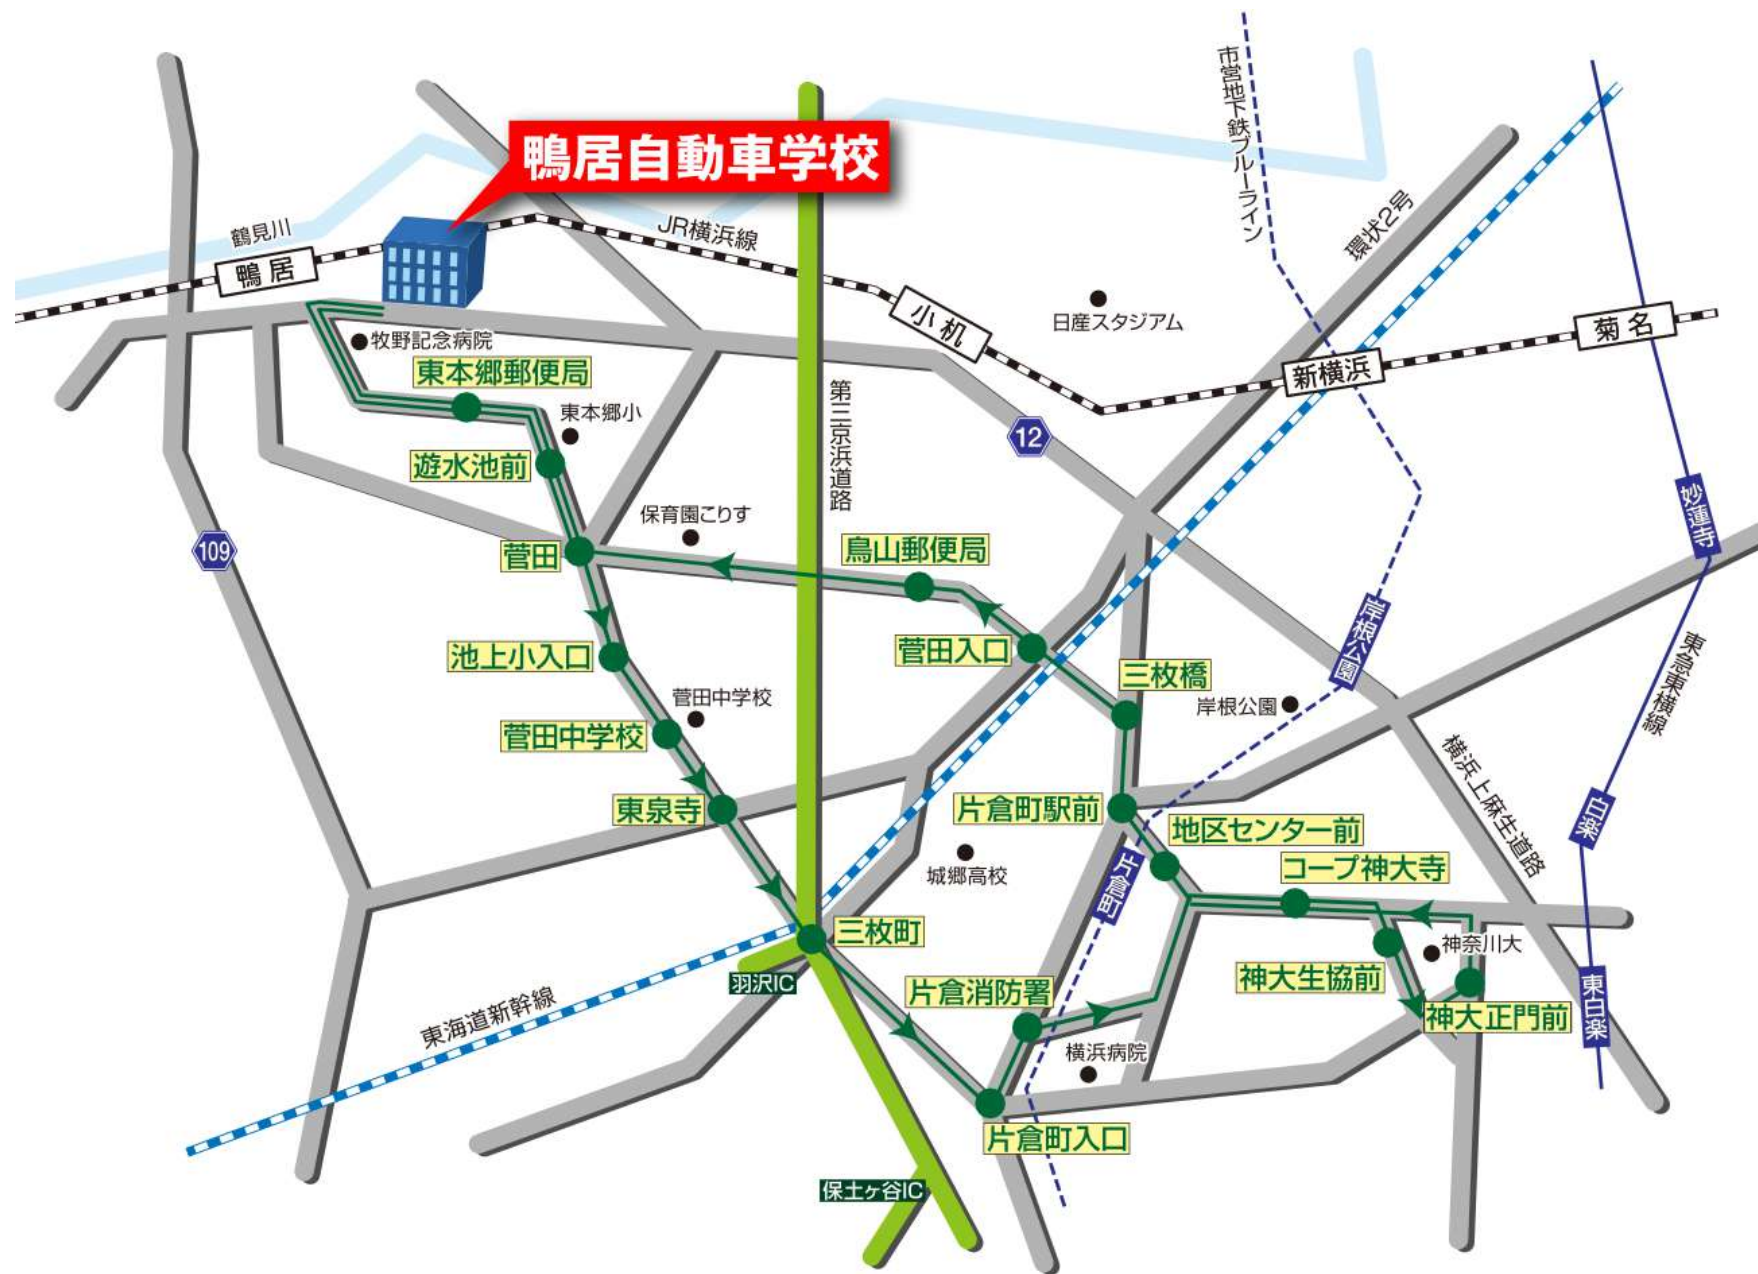 市営地下鉄ブルーライン
鴨居自動車学校
鶴見川
JR横浜線
環状2号
鴨居
小机
日産スタジアム
菊名
新横浜
牧野記念病院
東本郷郵便局
第三京浜道路
東本郷小
12
遊水池前
妙蓮寺
保育園こりす
109
菅田
鳥山郵便局
岸根公園
池上小入口
菅田入口
三枚橋
東急東横線
菅田中学校
岸根公園
菅田中学校
横浜上麻生道路
東泉寺
片倉町駅前
地区センター前
白楽
城郷高校
片倉町
コープ神大寺
三枚町
神奈川大
羽沢IC
片倉消防署
神大生協前
東白楽
東海道新幹線
神大正門前
横浜病院
片倉町入口
保土ヶ谷IC